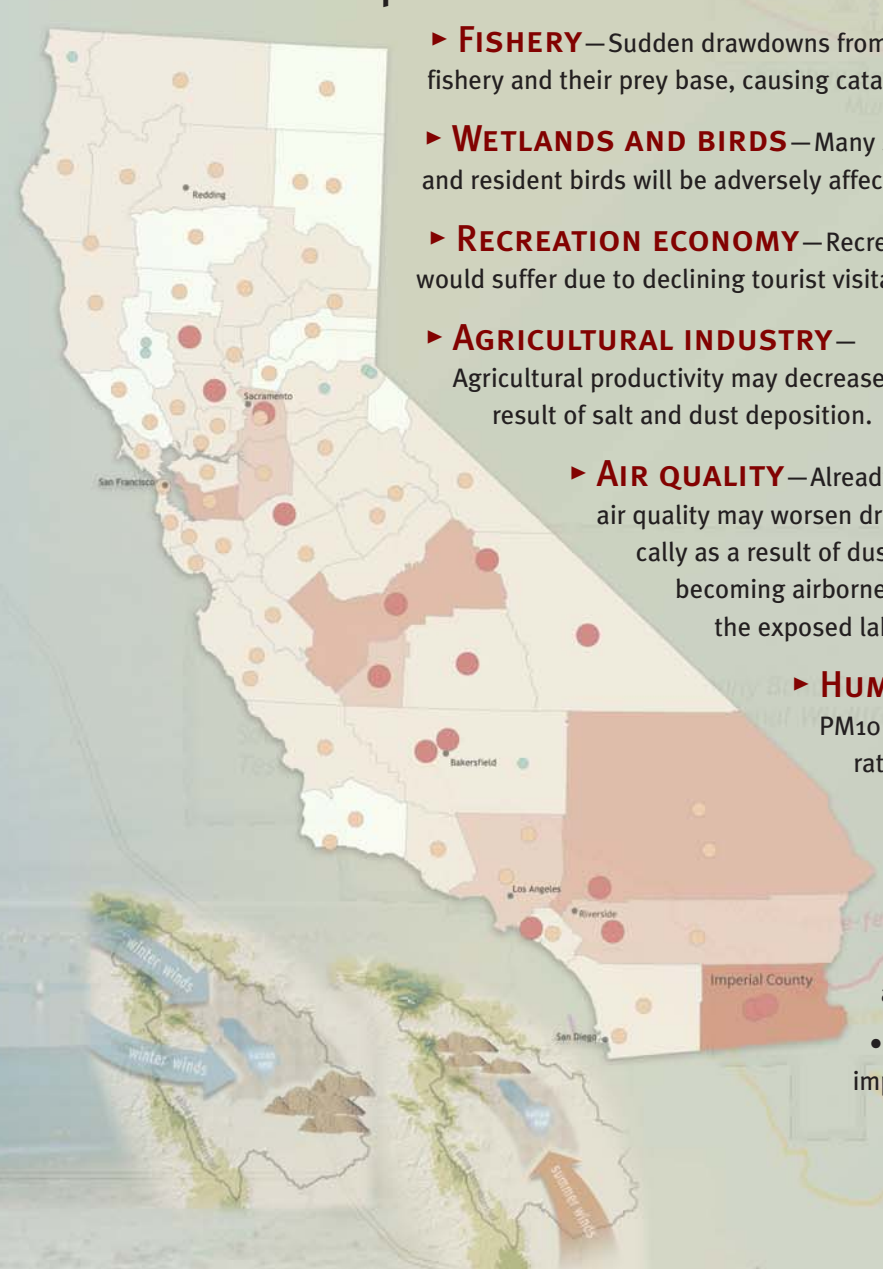 ► FISHERY—Sudden drawdowns from
fishery and their prey base, causing cata
► WETLANDS AND BIRDS—Many
and resident birds will be adversely affec
► RECREATION ECONOMY—Recre
would suffer due to declining tourist visita
► AGRICULTURAL INDUSTRY—
Agricultural productivity may decrease
result of salt and dust deposition.
► AIR QUALITY—Alread
air quality may worsen dr
cally as a result of dus
becoming airborne
the exposed lal
► HUM
PM10
rat
•
imp
Redding
Sacramento
San Francisco
Bakersfield
Los Angeles
Riverside
Imperial County
San Diego
winter winds
winter winds
salton sea
summer winds